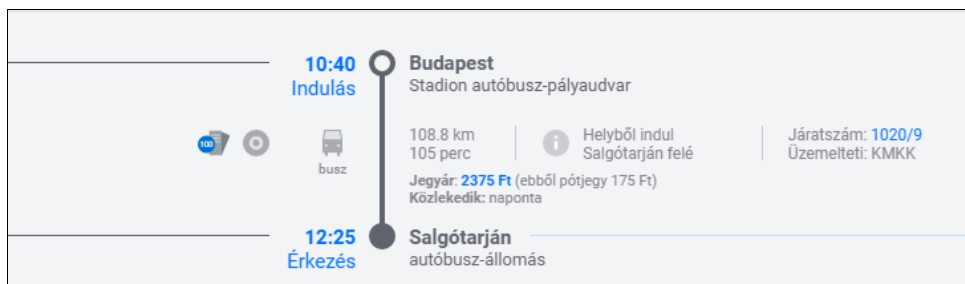 10:40
Indulás
Budapest
Stadion autóbusz-pályaudvar
100
busz
108.8 km
105 perc
i
Helyből indul
Salgótarján felé
Járatszám: 1020/9
Üzemelteti: KMKK
Jegyár: 2375 Ft (ebből pótjegy 175 Ft)
Közlekedik: naponta
12:25
Érkezés
Salgótarján
autóbusz-állomás